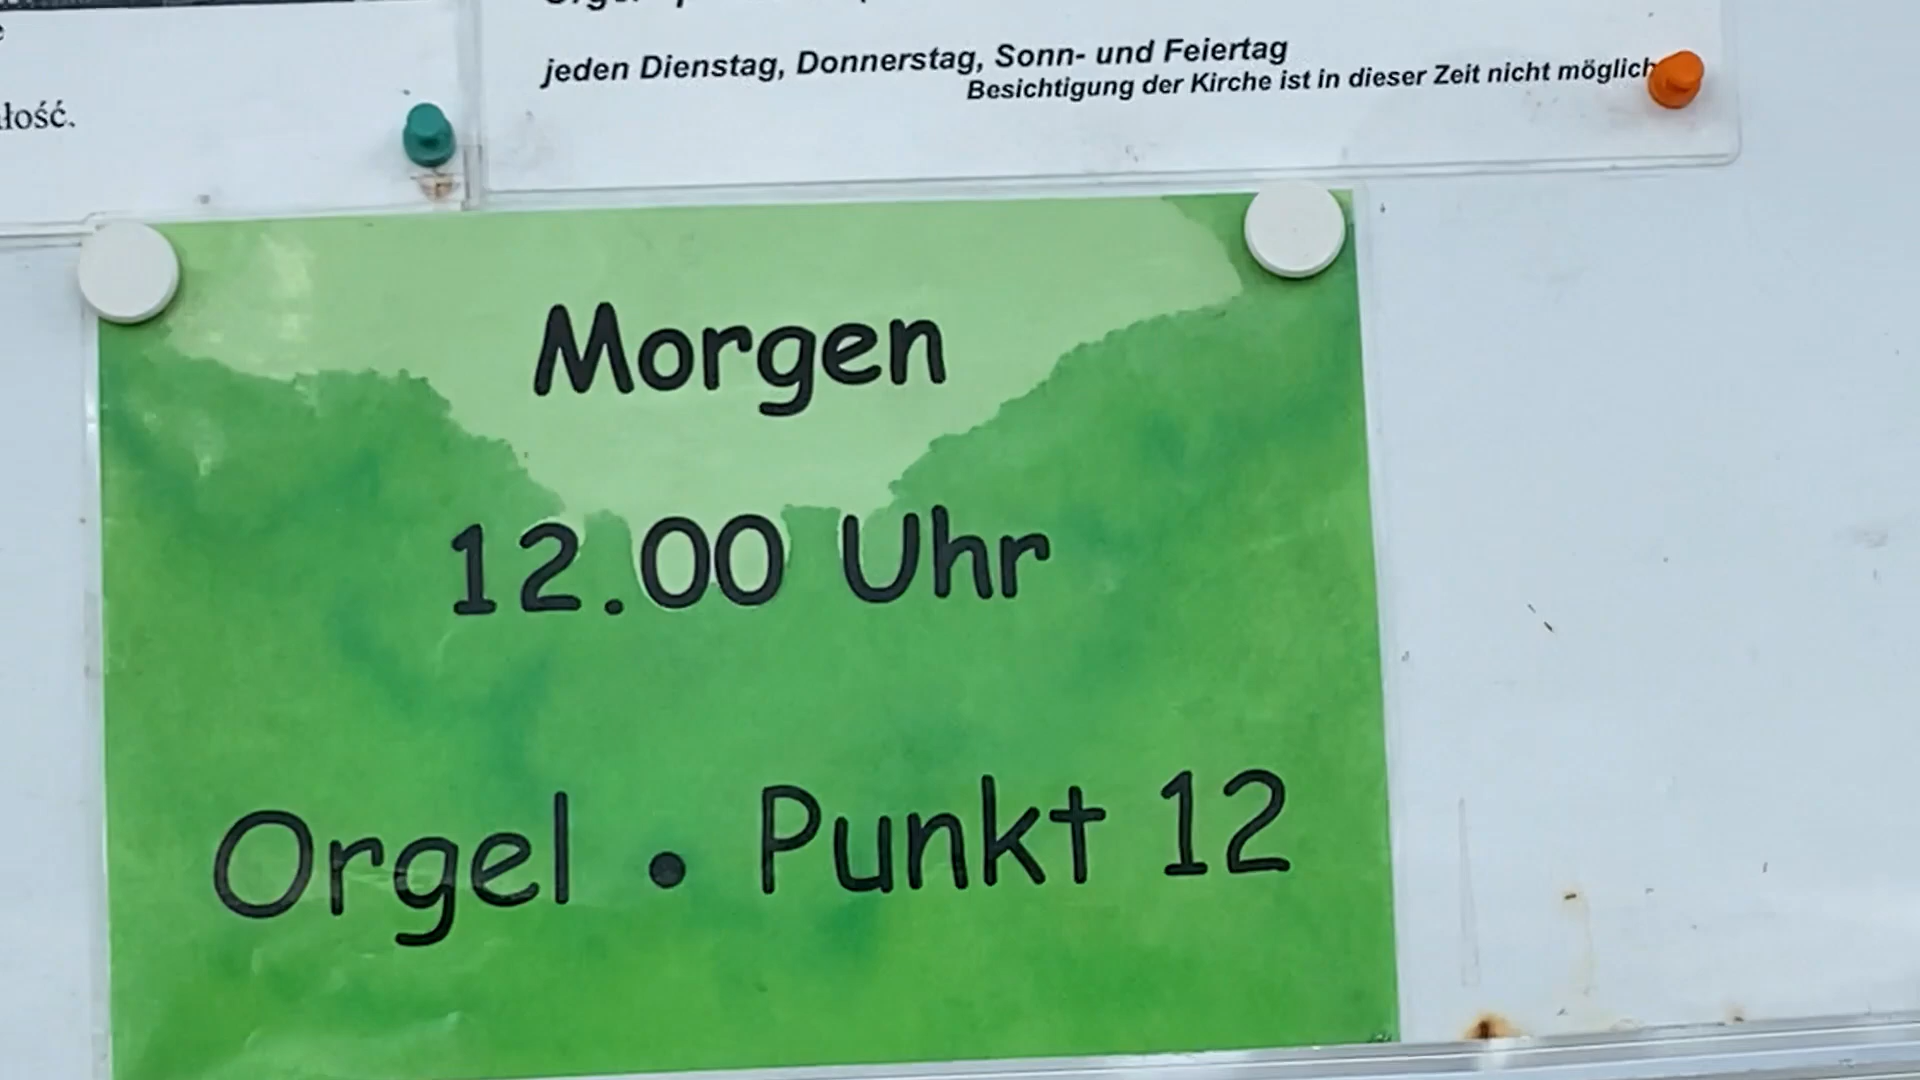 łość.
jeden Dienstag, Donnerstag, Sonn- und Feiertag
Besichtigung der Kirche ist in dieser Zeit nicht möglich
Morgen
12.00 Uhr
Orgel • Punkt 12